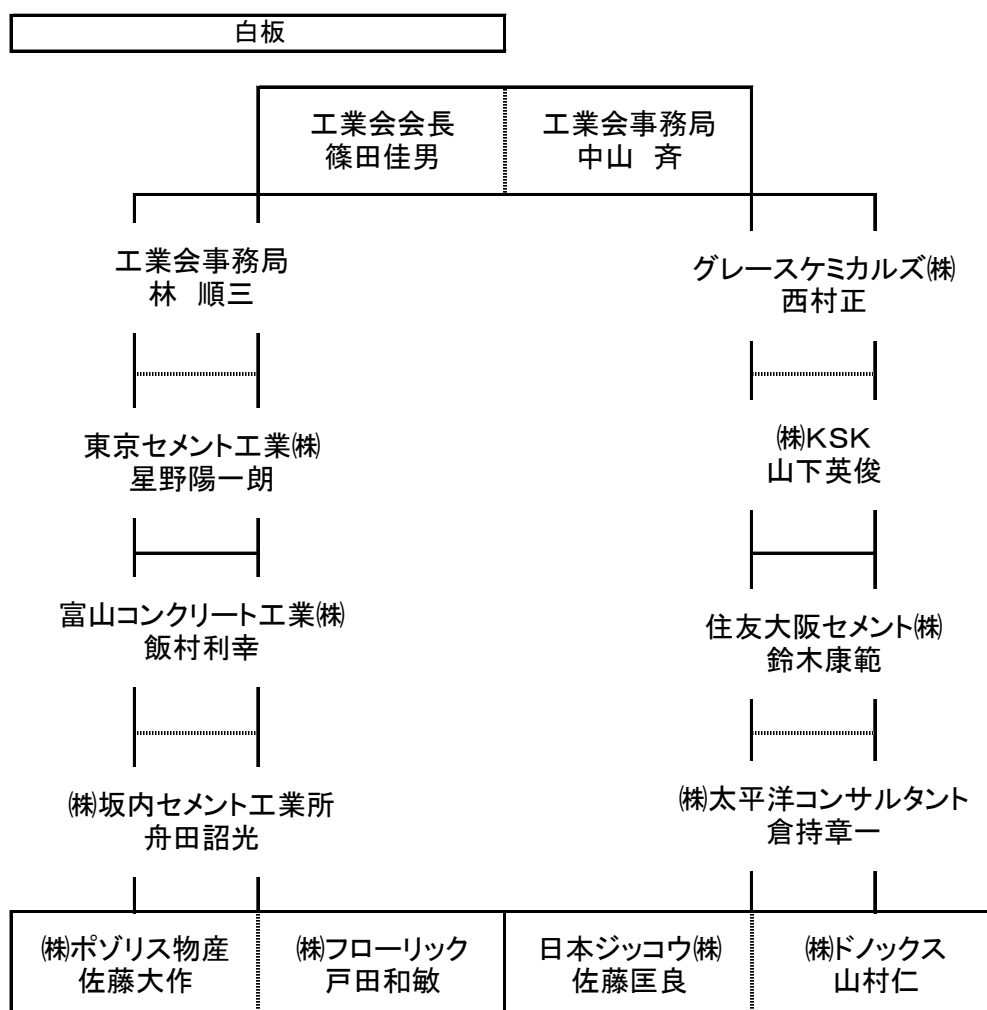 白板
工業会会長
篠田佳男
工業会事務局
中山　斉
工業会事務局
林　順三
グレースケミカルズ㈱
西村正
東京セメント工業㈱
星野陽一朗
㈱KSK
山下英俊
富山コンクリート工業㈱
飯村利幸
住友大阪セメント㈱
鈴木康範
㈱坂内セメント工業所
舟田詔光
㈱太平洋コンサルタント
倉持章一
㈱ポゾリス物産
佐藤大作
㈱フローリック
戸田和敏
日本ジッコウ㈱
佐藤匡良
㈱ドノックス
山村仁